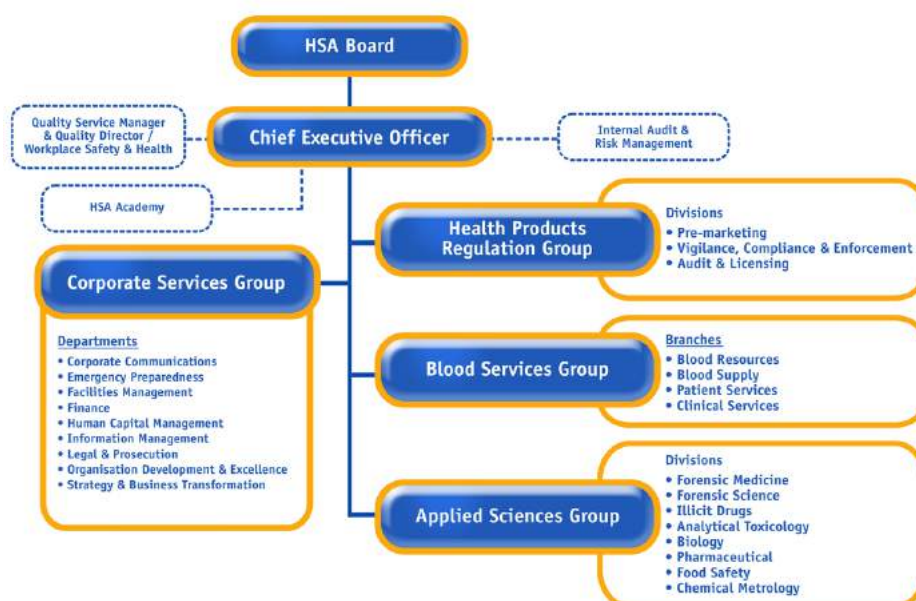 HSA Board
Quality Service Manager
& Quality Director /
Workplace Safety & Health
Chief Executive Officer
Internal Audit &
Risk Management
HSA Academy
Health Products
Regulation Group
Divisions
• Pre-marketing
• Vigilance, Compliance & Enforcement
• Audit & Licensing
Corporate Services Group
Departments
• Corporate Communications
• Emergency Preparedness
• Facilities Management
• Finance
• Human Capital Management
• Information Management
• Legal & Prosecution
• Organisation Development & Excellence
• Strategy & Business Transformation
Blood Services Group
Branches
• Blood Resources
• Blood Supply
• Patient Services
• Clinical Services
Applied Sciences Group
Divisions
• Forensic Medicine
• Forensic Science
• Illicit Drugs
• Analytical Toxicology
• Biology
• Pharmaceutical
• Food Safety
• Chemical Metrology